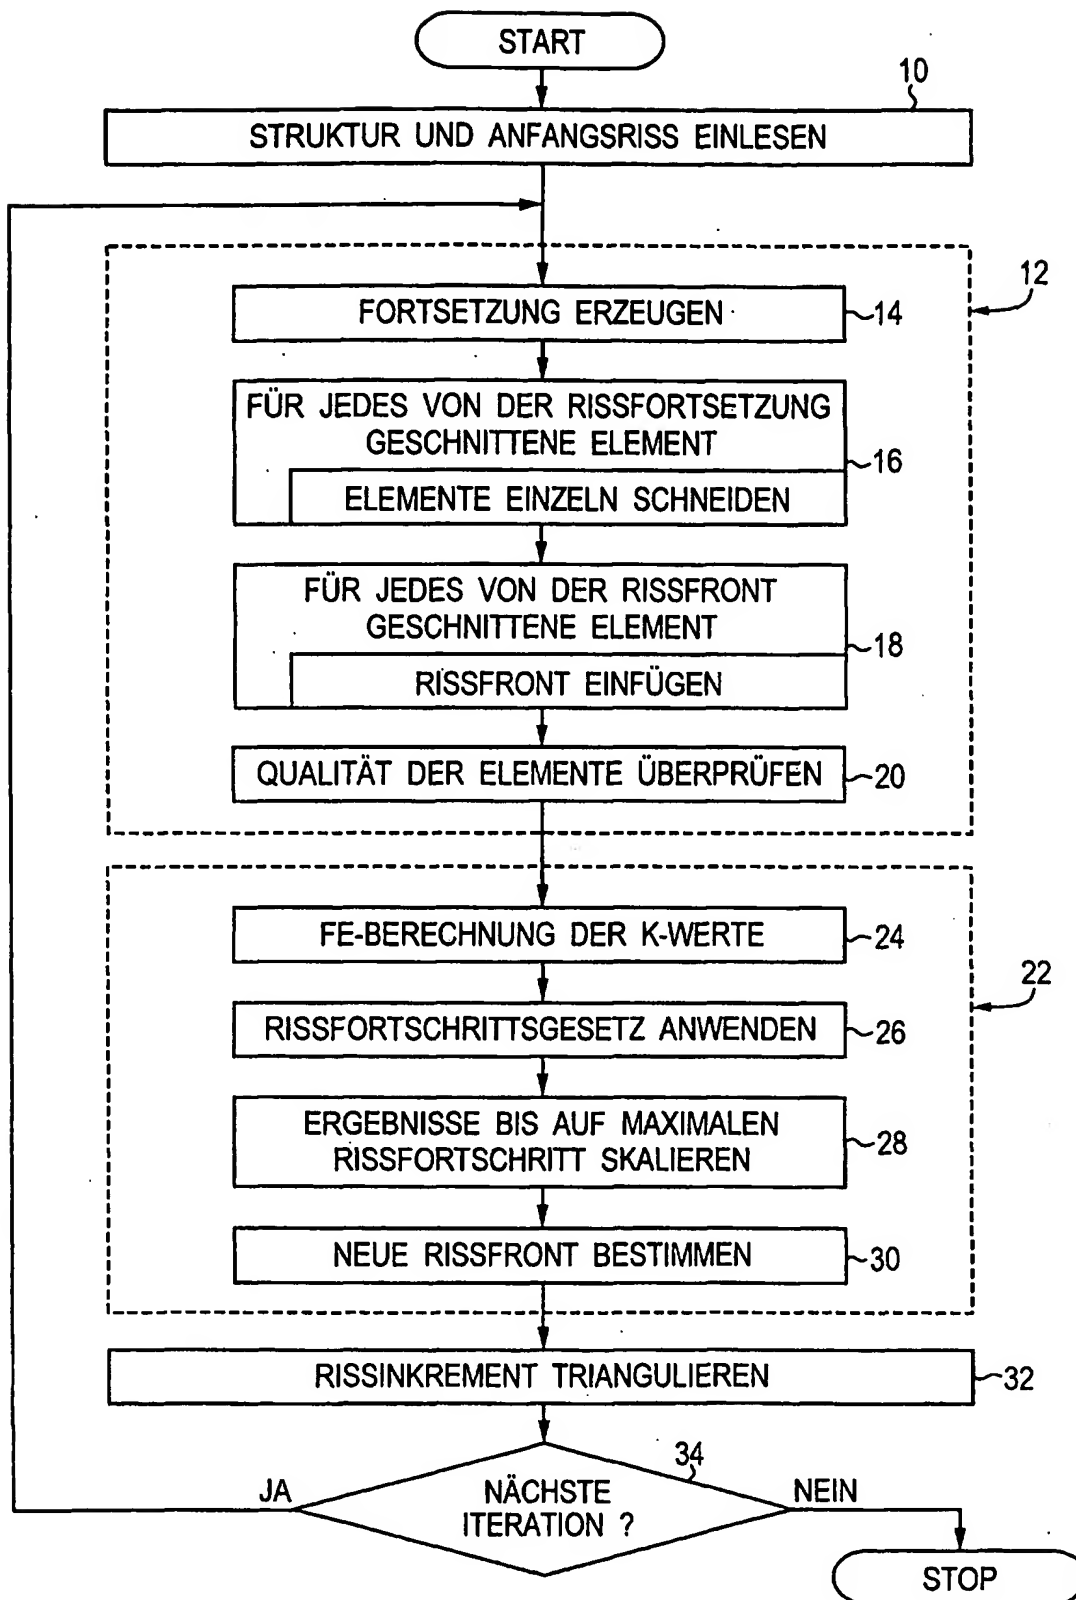 START
10
STRUKTUR UND ANFANGSRISS EINLESEN
12
FORTSETZUNG ERZEUGEN
14
FÜR JEDES VON DER RISSFORTSETZUNG
GESCHNITTENE ELEMENT
16
ELEMENTE EINZELN SCHNEIDEN
FÜR JEDES VON DER RISSFRONT
GESCHNITTENE ELEMENT
18
RISSFRONT EINFÜGEN
QUALITÄT DER ELEMENTE ÜBERPRÜFEN
20
FE-BERECHNUNG DER K-WERTE
24
22
RISSFORTSCHRITTSGESETZ ANWENDEN
26
ERGEBNISSE BIS AUF MAXIMALEN
RISSFORTSCHRITT SKALIEREN
28
NEUE RISSFRONT BESTIMMEN
30
RISSINKREMENT TRIANGULIEREN
32
34
JA
NÄCHSTE
ITERATION ?
NEIN
STOP